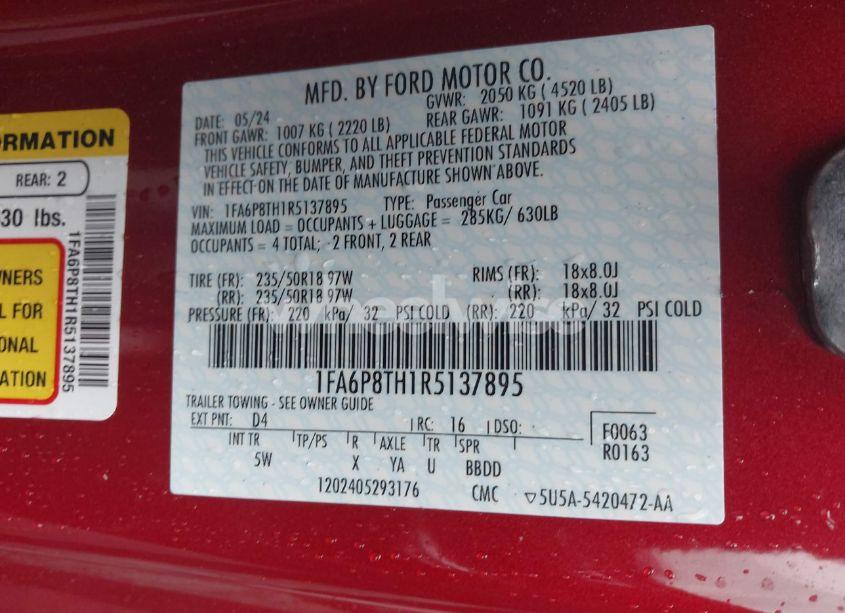 ORMATION
REAR: 2
30 lbs.
WNERS
L FOR
ONAL
ATION
1FA6P8TH1R5137895
MFD. BY FORD MOTOR CO.
DATE: 05/24 GVWR: 2050 KG ( 4520 LB)
FRONT GAWR: 1007 KG ( 2220 LB) REAR GAWR: 1091 KG ( 2405 LB)
THIS VEHICLE CONFORMS TO ALL APPLICABLE FEDERAL MOTOR
VEHICLE SAFETY, BUMPER, AND THEFT PREVENTION STANDARDS
IN EFFECT ON THE DATE OF MANUFACTURE SHOWN ABOVE.
VIN: 1FA6P8TH1R5137895 TYPE: Passenger Car
MAXIMUM LOAD = OCCUPANTS + LUGGAGE = 285KG/ 630LB
OCCUPANTS = 4 TOTAL; -2 FRONT, 2 REAR
TIRE (FR): 235/50R18 97W RIMS (FR): 18x8.0J
(RR): 235/50R18 97W (RR): 18x8.0J
PRESSURE (FR): 220 kPa/ 32 PSI COLD (RR): 220 kPa/ 32 PSI COLD
1FA6P8TH1R5137895
TRAILER TOWING - SEE OWNER GUIDE
EXT PNT: D4 RC: 16 DSO: F0063
INT TR TP/PS R AXLE TR SPR R0163
5W X YA U BBDD
1202405293176 CMC ▽5U5A-5420472-AA